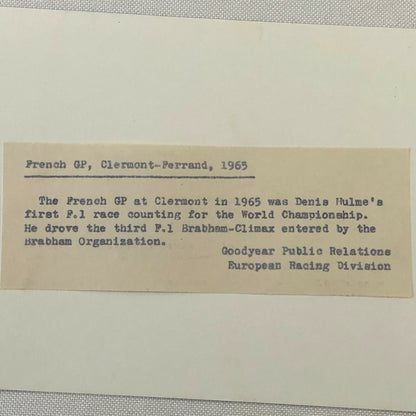 French GP, Clermont-Ferrand, 1965
The French GP at Clermont in 1965 was Denis Hulme's
first F.1 race counting for the World Championship.
He drove the third F.1 Brabham-Climax entered by the
Brabham Organization.
Goodyear Public Relations
European Racing Division